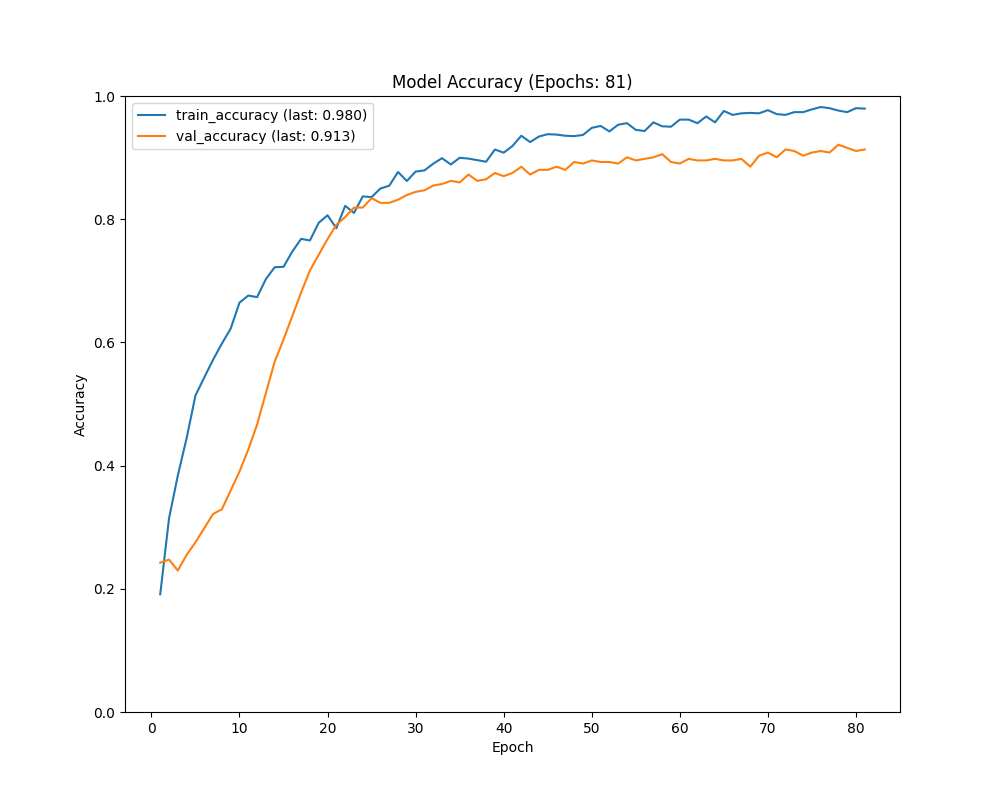 Model Accuracy (Epochs: 81)
train_accuracy (last: 0.980)
val_accuracy (last: 0.913)
1.0
0.8
0.6
0.4
0.2
0.0
Accuracy
0 10 20 30 40 50 60 70 80
Epoch